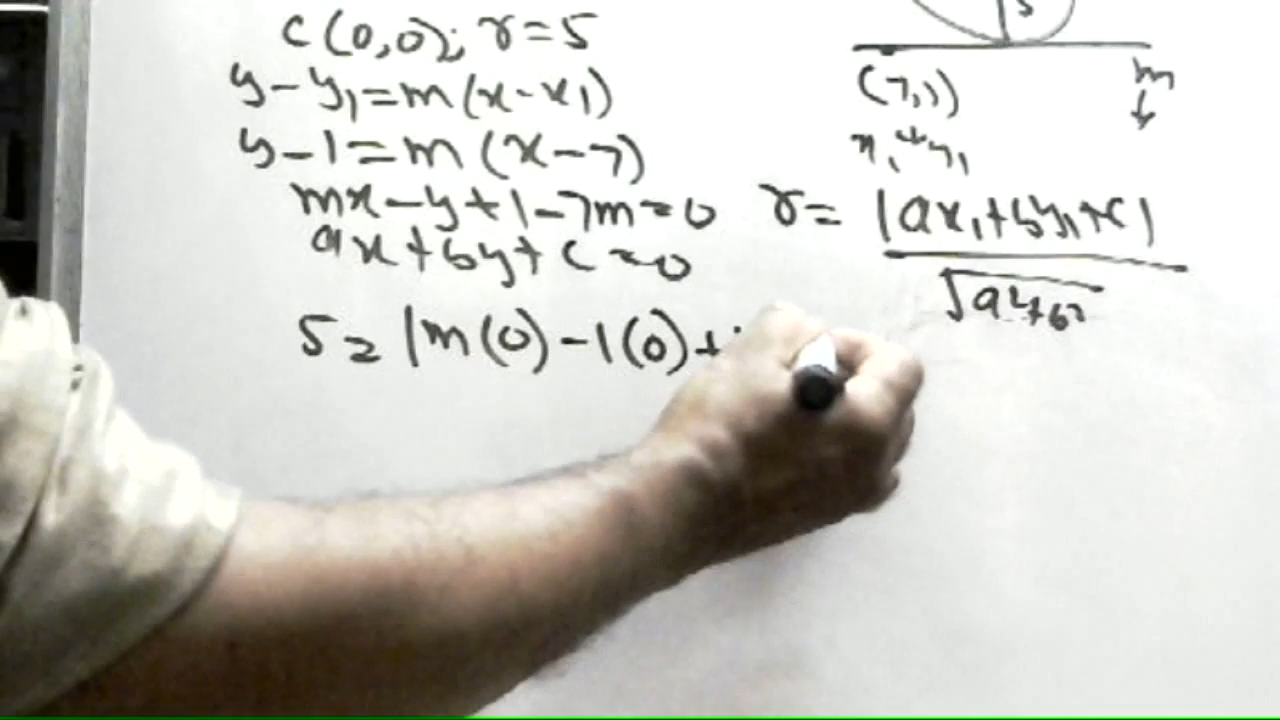 C(0,0); r=5
y-y₁=m(x-x₁)
y-1=m(x-7)
mx-y+1-7m=0
ax+by+c=0
5=|m(0)-1(0)+
5
(7,1)
m
x₁ y₁
r=|ax₁+by₁+c|
√a²+b²